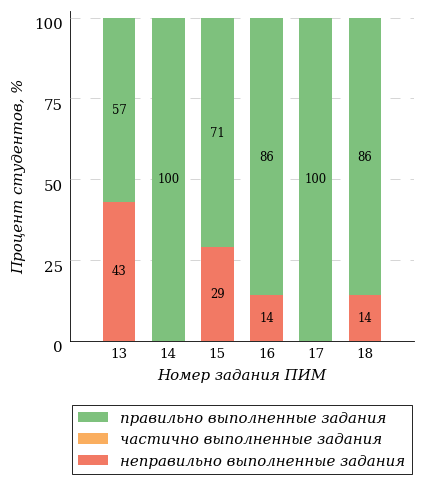 100
75
50
25
0
Процент студентов, %
57
43
100
71
29
86
14
100
86
14
13 14 15 16 17 18
Номер задания ПИМ
правильно выполненные задания
частично выполненные задания
неправильно выполненные задания